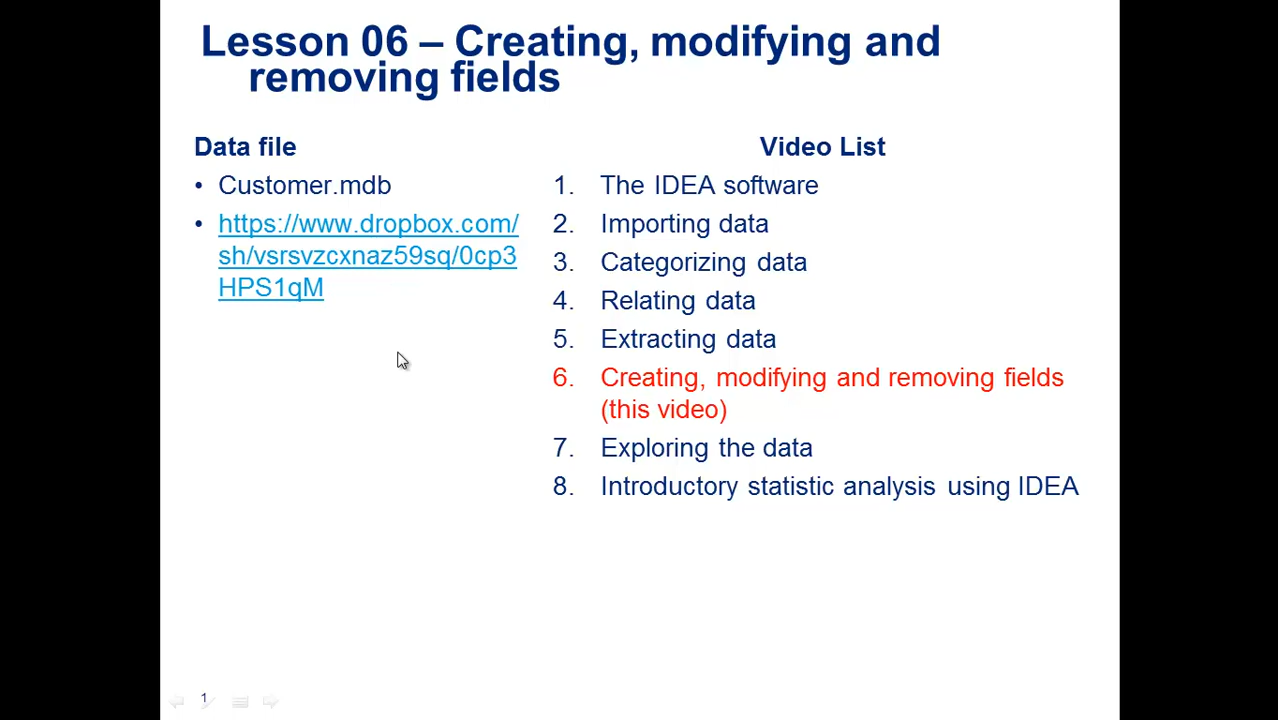 Lesson 06 – Creating, modifying and
removing fields
Data file
• Customer.mdb
• https://www.dropbox.com/
sh/vsrsvzcxnaz59sq/0cp3
HPS1qM
Video List
1. The IDEA software
2. Importing data
3. Categorizing data
4. Relating data
5. Extracting data
6. Creating, modifying and removing fields
(this video)
7. Exploring the data
8. Introductory statistic analysis using IDEA
1